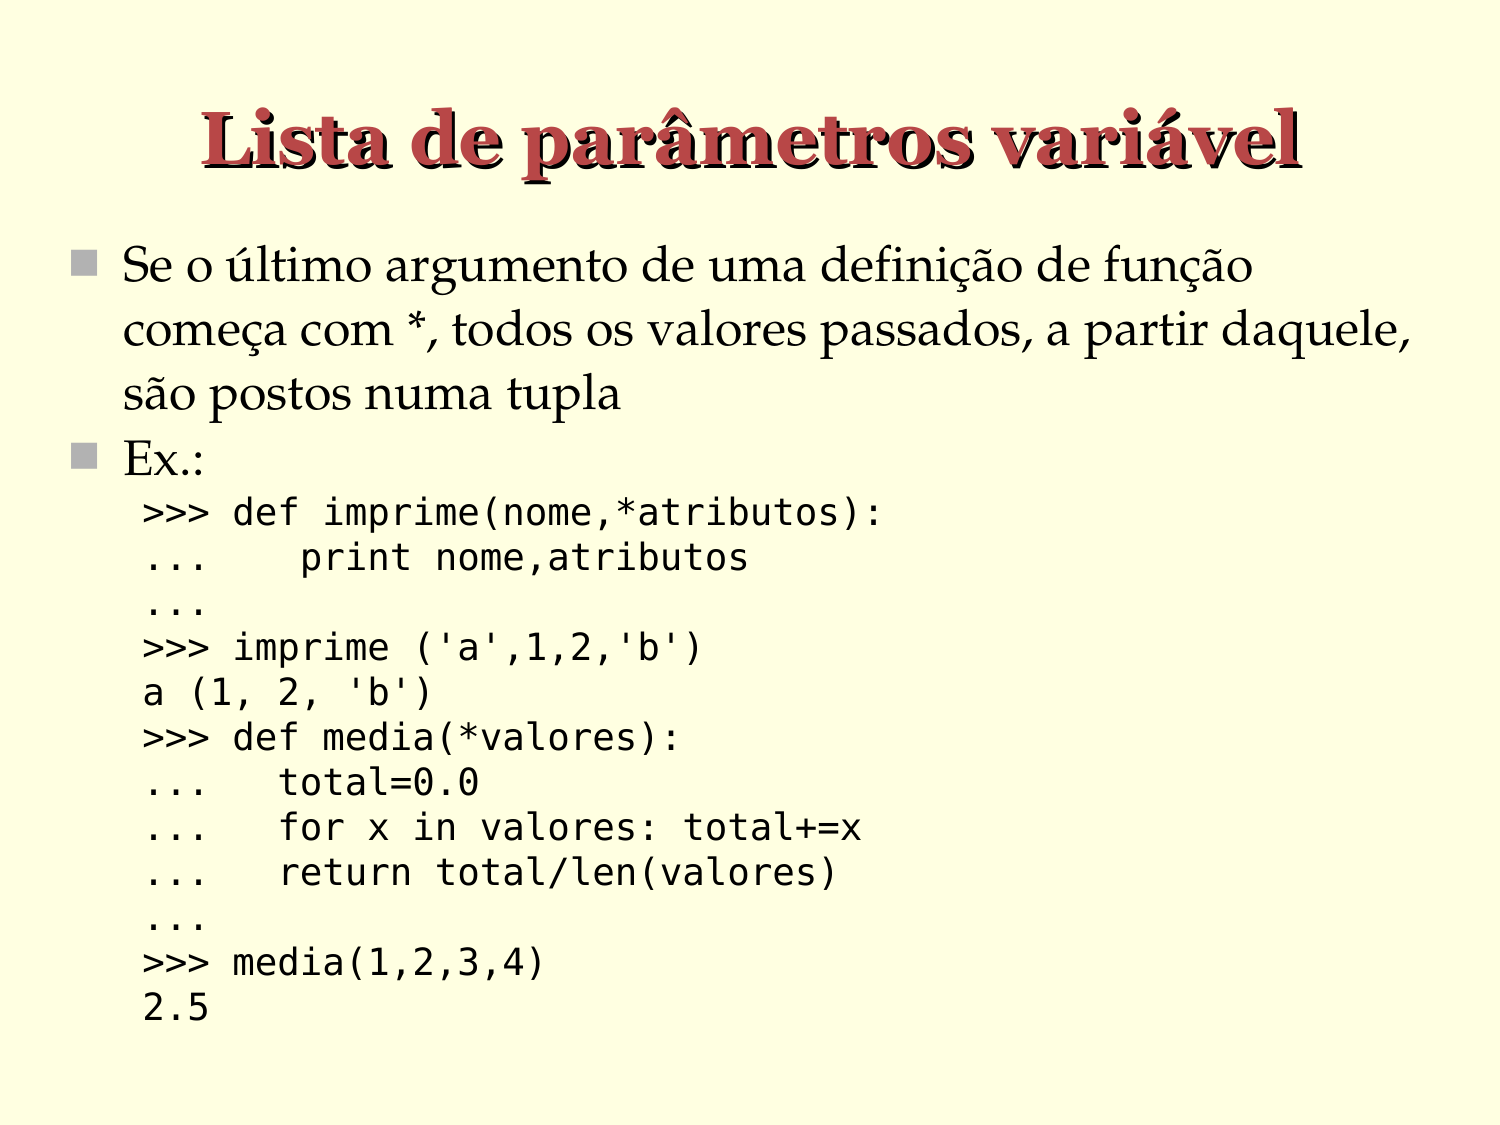 Lista de parâmetros variável
Se o último argumento de uma definição de função
começa com *, todos os valores passados, a partir daquele,
são postos numa tupla
Ex.:
>>> def imprime(nome,*atributos):
...    print nome,atributos
...
>>> imprime ('a',1,2,'b')
a (1, 2, 'b')
>>> def media(*valores):
...   total=0.0
...   for x in valores: total+=x
...   return total/len(valores)
...
>>> media(1,2,3,4)
2.5